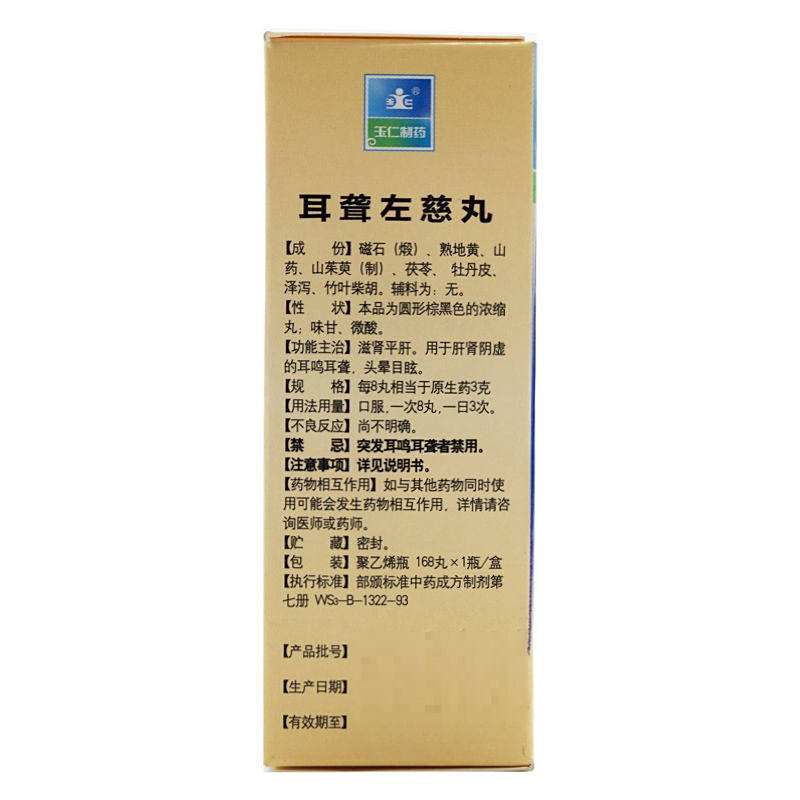 ®
玉仁制药
耳聋左慈丸
【成　份】磁石（煅）、熟地黄、山
药、山茱萸（制）、茯苓、 牡丹皮、
泽泻、竹叶柴胡。辅料为：无。
【性　状】本品为圆形棕黑色的浓缩
丸；味甘、微酸。
【功能主治】滋肾平肝。用于肝肾阴虚
的耳鸣耳聋，头晕目眩。
【规　格】每8丸相当于原生药3克
【用法用量】口服,一次8丸,一日3次。
【不良反应】尚不明确。
【禁　忌】突发耳鸣耳聋者禁用。
【注意事项】详见说明书。
【药物相互作用】如与其他药物同时使
用可能会发生药物相互作用，详情请咨
询医师或药师。
【贮　藏】密封。
【包　装】聚乙烯瓶 168丸×1瓶/盒
【执行标准】部颁标准中药成方制剂第
七册 WS₃-B-1322-93
【产品批号】
【生产日期】
【有效期至】